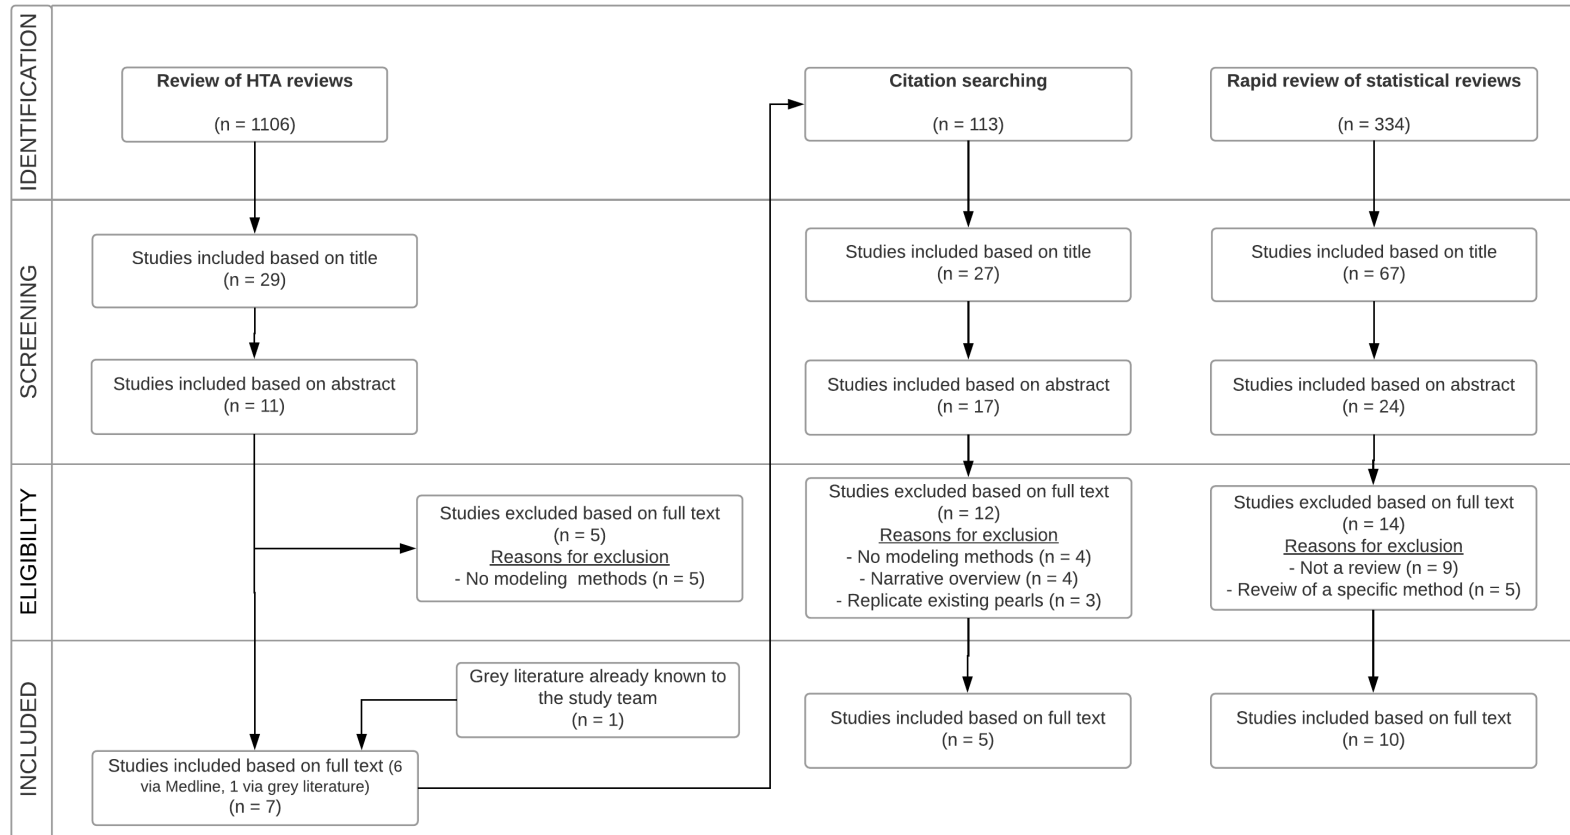 IDENTIFICATION
Review of HTA reviews
(n = 1106)
Citation searching
(n = 113)
Rapid review of statistical reviews
(n = 334)
SCREENING
Studies included based on title
(n = 29)
Studies included based on title
(n = 27)
Studies included based on title
(n = 67)
Studies included based on abstract
(n = 11)
Studies included based on abstract
(n = 17)
Studies included based on abstract
(n = 24)
ELIGIBILITY
Studies excluded based on full text
(n = 5)
Reasons for exclusion
- No modeling  methods (n = 5)
Studies excluded based on full text
(n = 12)
Reasons for exclusion
- No modeling methods (n = 4)
- Narrative overview (n = 4)
- Replicate existing pearls (n = 3)
Studies excluded based on full text
(n = 14)
Reasons for exclusion
- Not a review (n = 9)
- Reveiw of a specific method (n = 5)
INCLUDED
Grey literature already known to
the study team
(n = 1)
Studies included based on full text (6
via Medline, 1 via grey literature)
(n = 7)
Studies included based on full text
(n = 5)
Studies included based on full text
(n = 10)